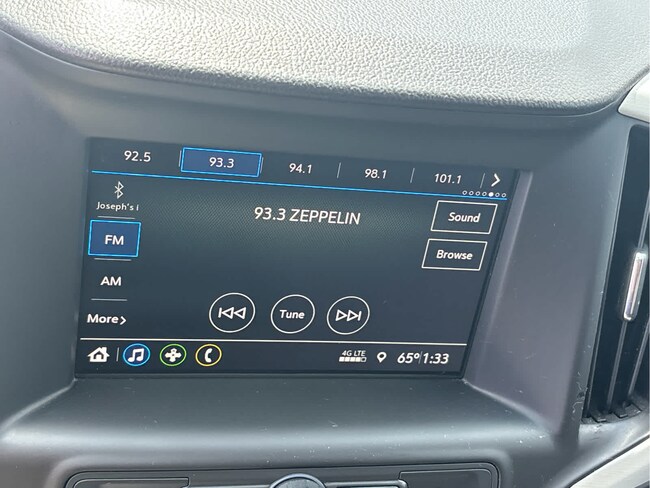 92.5 93.3 94.1 98.1 101.1
Joseph's i
93.3 ZEPPELIN
Sound
FM
Browse
AM
Tune
More
4G LTE
65° 1:33